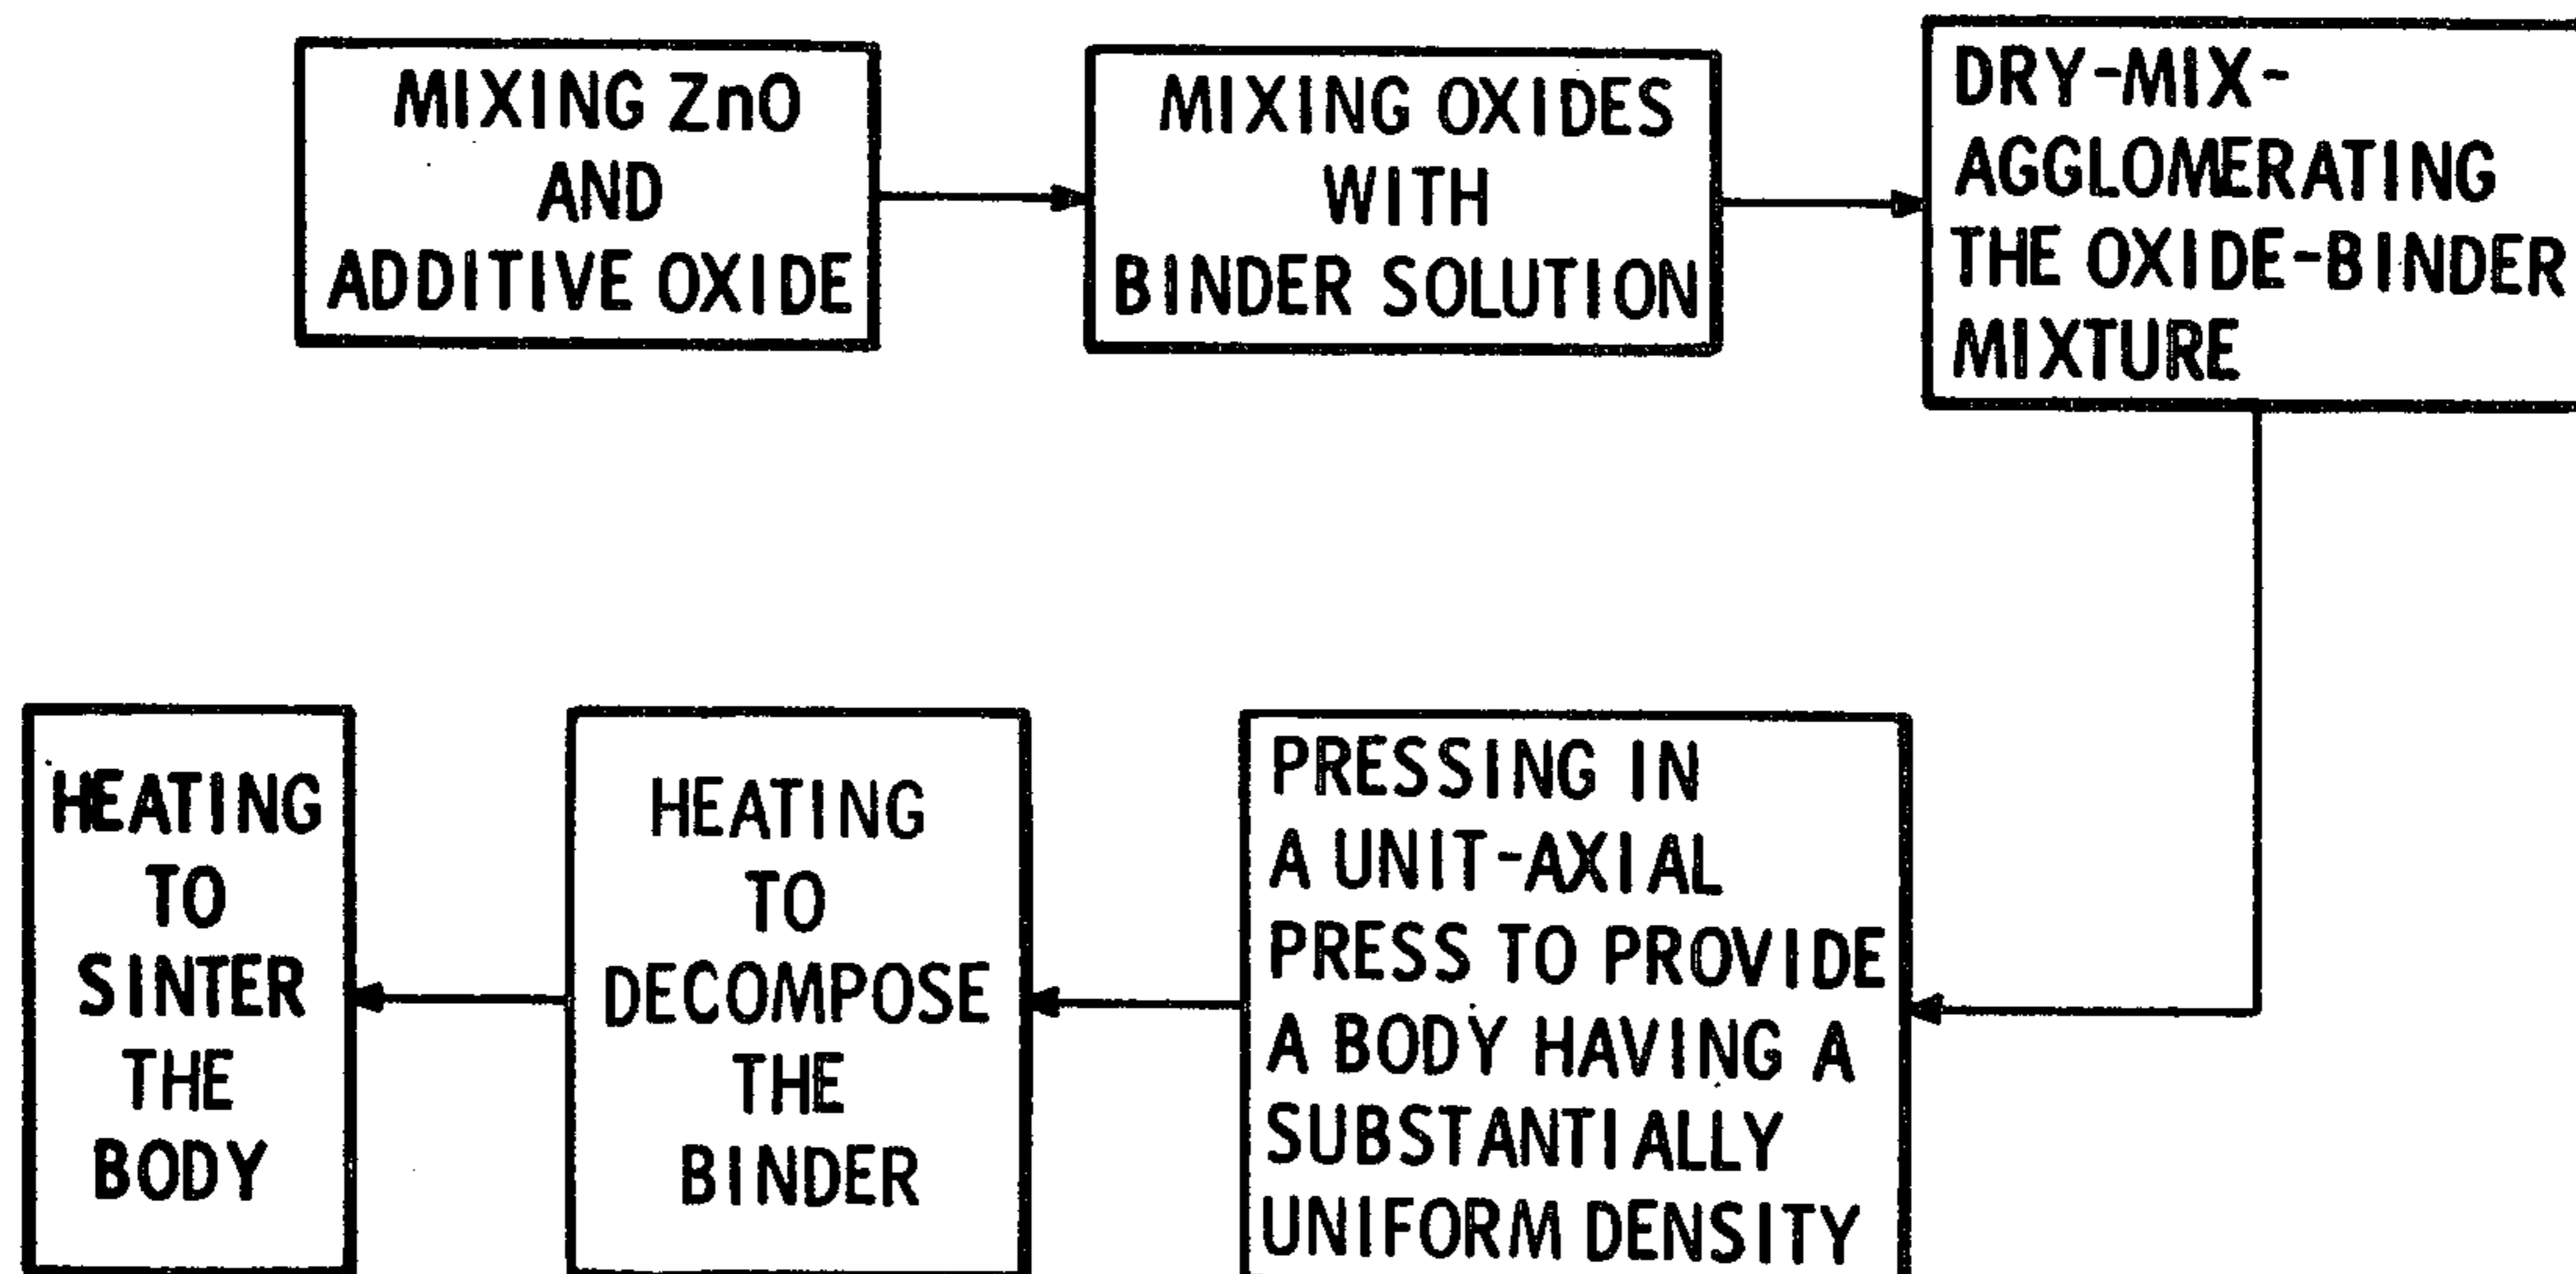 MIXING ZnO
AND
ADDITIVE OXIDE
MIXING OXIDES
WITH
BINDER SOLUTION
DRY-MIX-
AGGLOMERATING
THE OXIDE-BINDER
MIXTURE
PRESSING IN
A UNIT-AXIAL
PRESS TO PROVIDE
A BODY HAVING A
SUBSTANTIALLY
UNIFORM DENSITY
HEATING
TO
DECOMPOSE
THE
BINDER
HEATING
TO
SINTER
THE
BODY